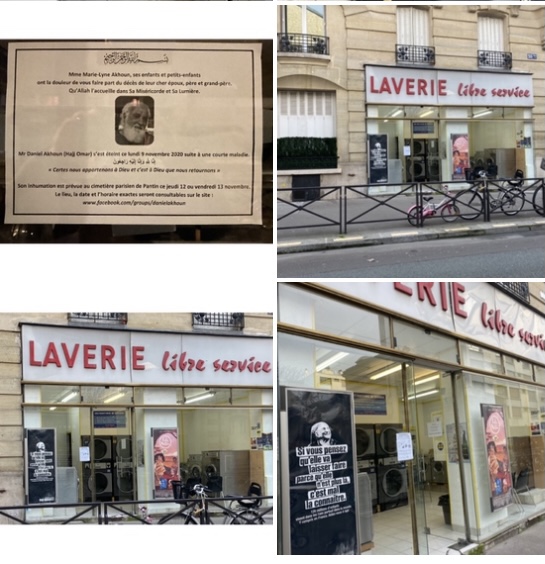 Mme Marie-Lyne Akhoun, ses enfants et petits-enfants
ont la douleur de vous faire part du décès de leur cher époux, père et grand-père.
Qu'Allah l'accueille dans Sa Miséricorde et Sa Lumière.
Mr Daniel Akhoun (Hajj Omar) s'est éteint ce lundi 9 novembre 2020 suite à une courte maladie.
« Certes nous appartenons à Dieu et c'est à Dieu que nous retournons »
Son inhumation est prévue au cimetière parisien de Pantin ce jeudi 12 ou vendredi 13 novembre.
Le lieu, la date et l'horaire exactes seront consultables sur le site :
www.facebook.com/groups/danielakhoun
LAVERIE libre service
LAVERIE libre service
ERIE libre servi
Si vous pensez
qu'elle va
laisser faire
parce qu'elle
n'est plus là,
c'est mal
la connaître.